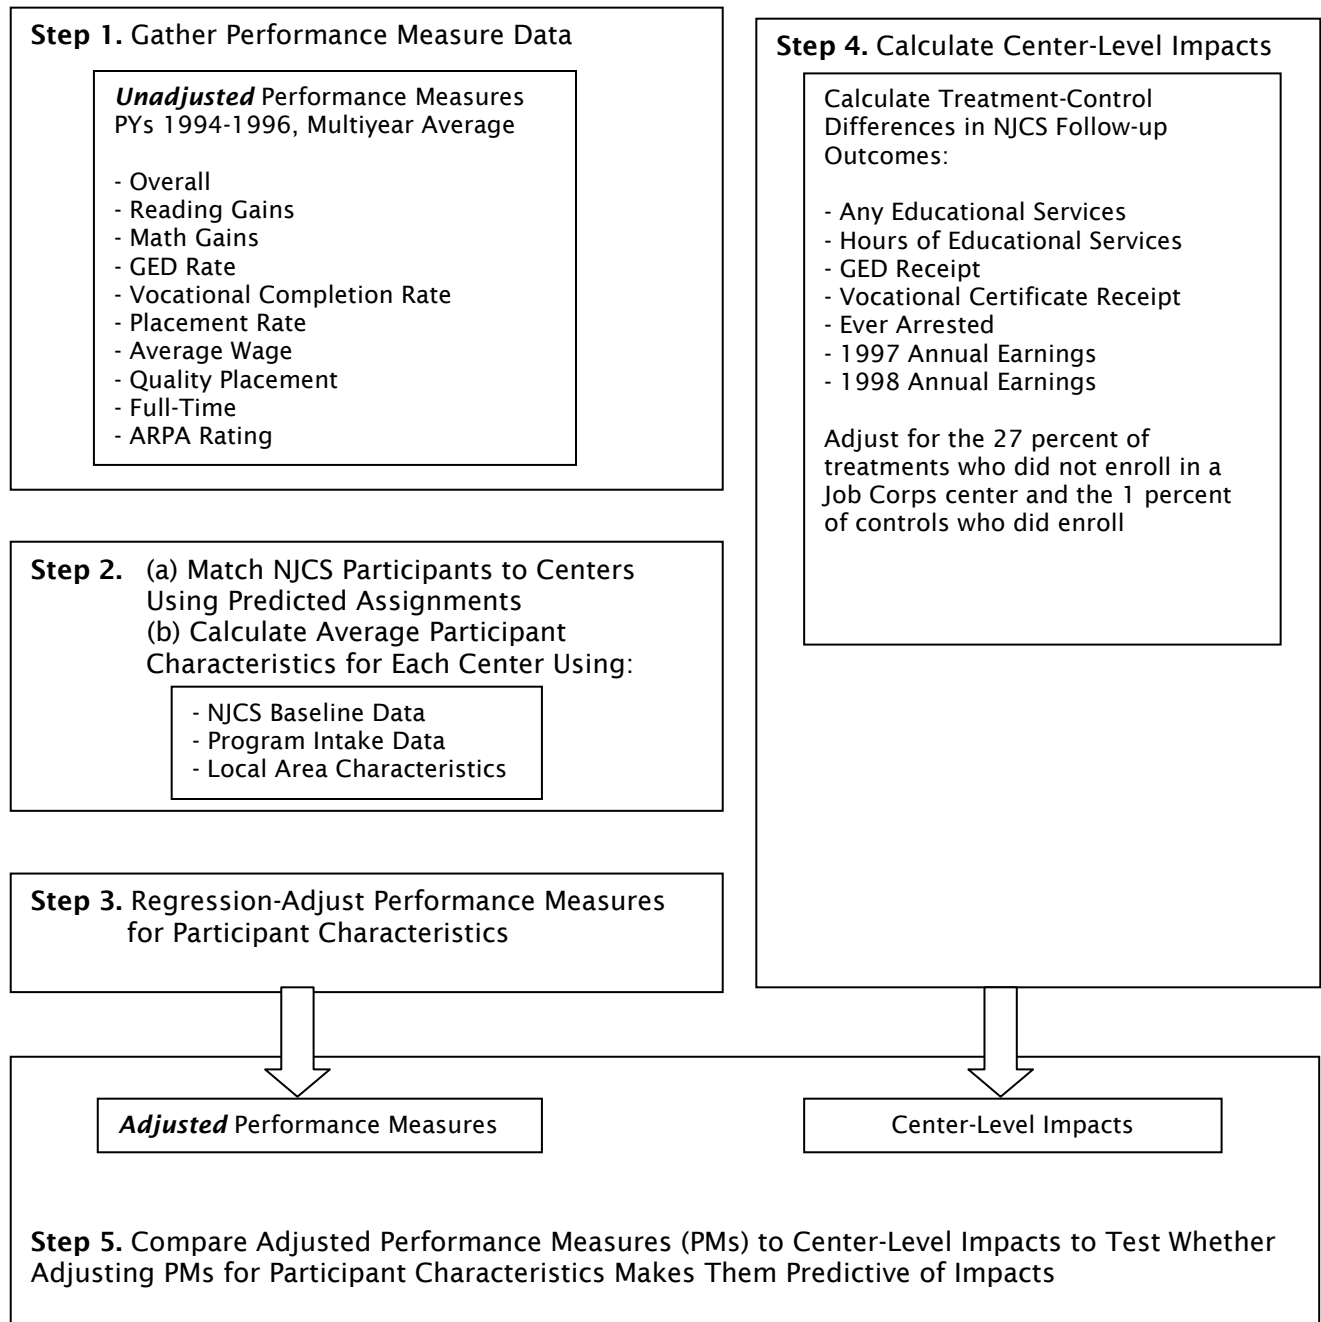 Step 1. Gather Performance Measure Data
Unadjusted Performance Measures
PYs 1994-1996, Multiyear Average
- Overall
- Reading Gains
- Math Gains
- GED Rate
- Vocational Completion Rate
- Placement Rate
- Average Wage
- Quality Placement
- Full-Time
- ARPA Rating
Step 2. (a) Match NJCS Participants to Centers
Using Predicted Assignments
(b) Calculate Average Participant
Characteristics for Each Center Using:
- NJCS Baseline Data
- Program Intake Data
- Local Area Characteristics
Step 3. Regression-Adjust Performance Measures
for Participant Characteristics
Step 4. Calculate Center-Level Impacts
Calculate Treatment-Control
Differences in NJCS Follow-up
Outcomes:
- Any Educational Services
- Hours of Educational Services
- GED Receipt
- Vocational Certificate Receipt
- Ever Arrested
- 1997 Annual Earnings
- 1998 Annual Earnings
Adjust for the 27 percent of
treatments who did not enroll in a
Job Corps center and the 1 percent
of controls who did enroll
Adjusted Performance Measures
Center-Level Impacts
Step 5. Compare Adjusted Performance Measures (PMs) to Center-Level Impacts to Test Whether
Adjusting PMs for Participant Characteristics Makes Them Predictive of Impacts